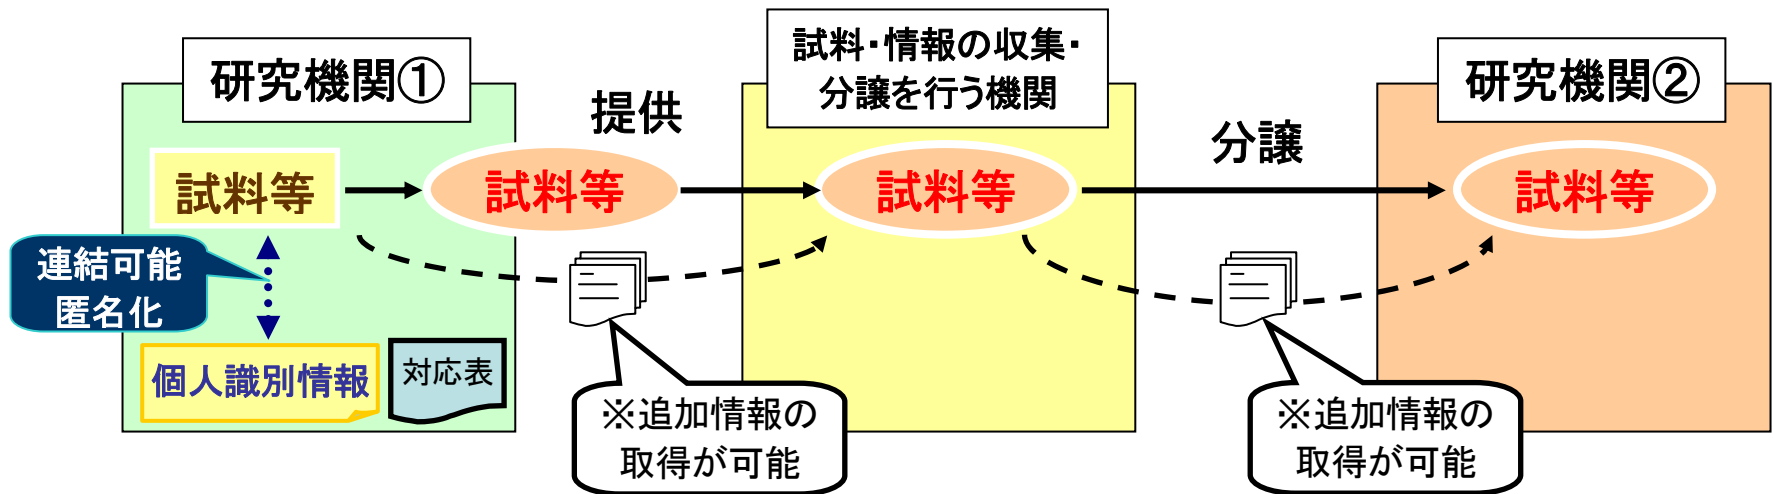 研究機関①
試料・情報の収集・
分譲を行う機関
研究機関②
提供
分譲
試料等
試料等
試料等
試料等
連結可能
匿名化
個人識別情報
対応表
※追加情報の
取得が可能
※追加情報の
取得が可能